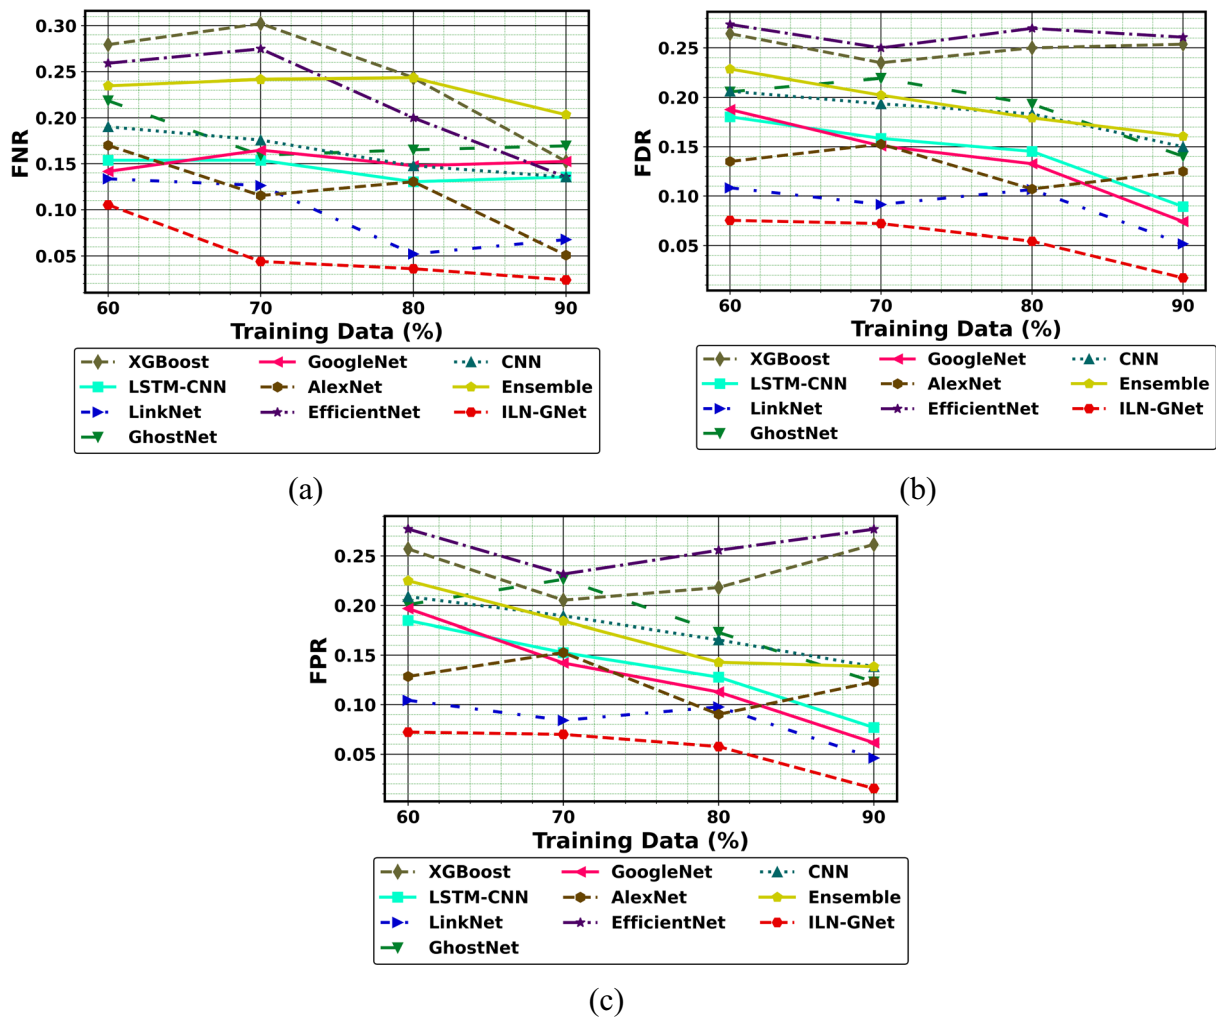 0.30
0.25
0.20
0.15
0.10
0.05
FNR
60 70 80 90
Training Data (%)
XGBoost GoogleNet CNN
LSTM-CNN AlexNet Ensemble
LinkNet EfficientNet ILN-GNet
GhostNet
(a)
0.25
0.20
0.15
0.10
0.05
FDR
60 70 80 90
Training Data (%)
XGBoost GoogleNet CNN
LSTM-CNN AlexNet Ensemble
LinkNet EfficientNet ILN-GNet
GhostNet
(b)
0.25
0.20
0.15
0.10
0.05
FPR
60 70 80 90
Training Data (%)
XGBoost GoogleNet CNN
LSTM-CNN AlexNet Ensemble
LinkNet EfficientNet ILN-GNet
GhostNet
(c)